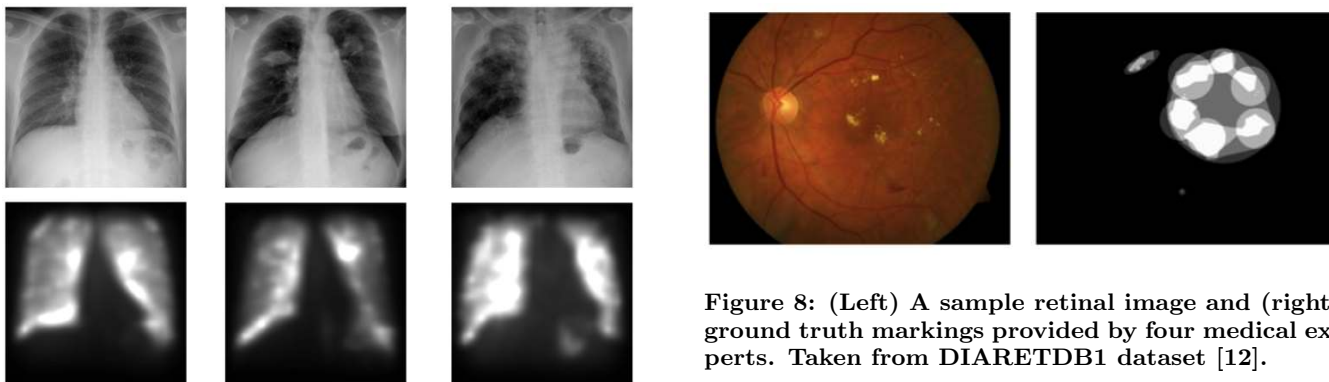 Figure 8: (Left) A sample retinal image and (right
ground truth markings provided by four medical ex
perts. Taken from DIARETDB1 dataset [12].